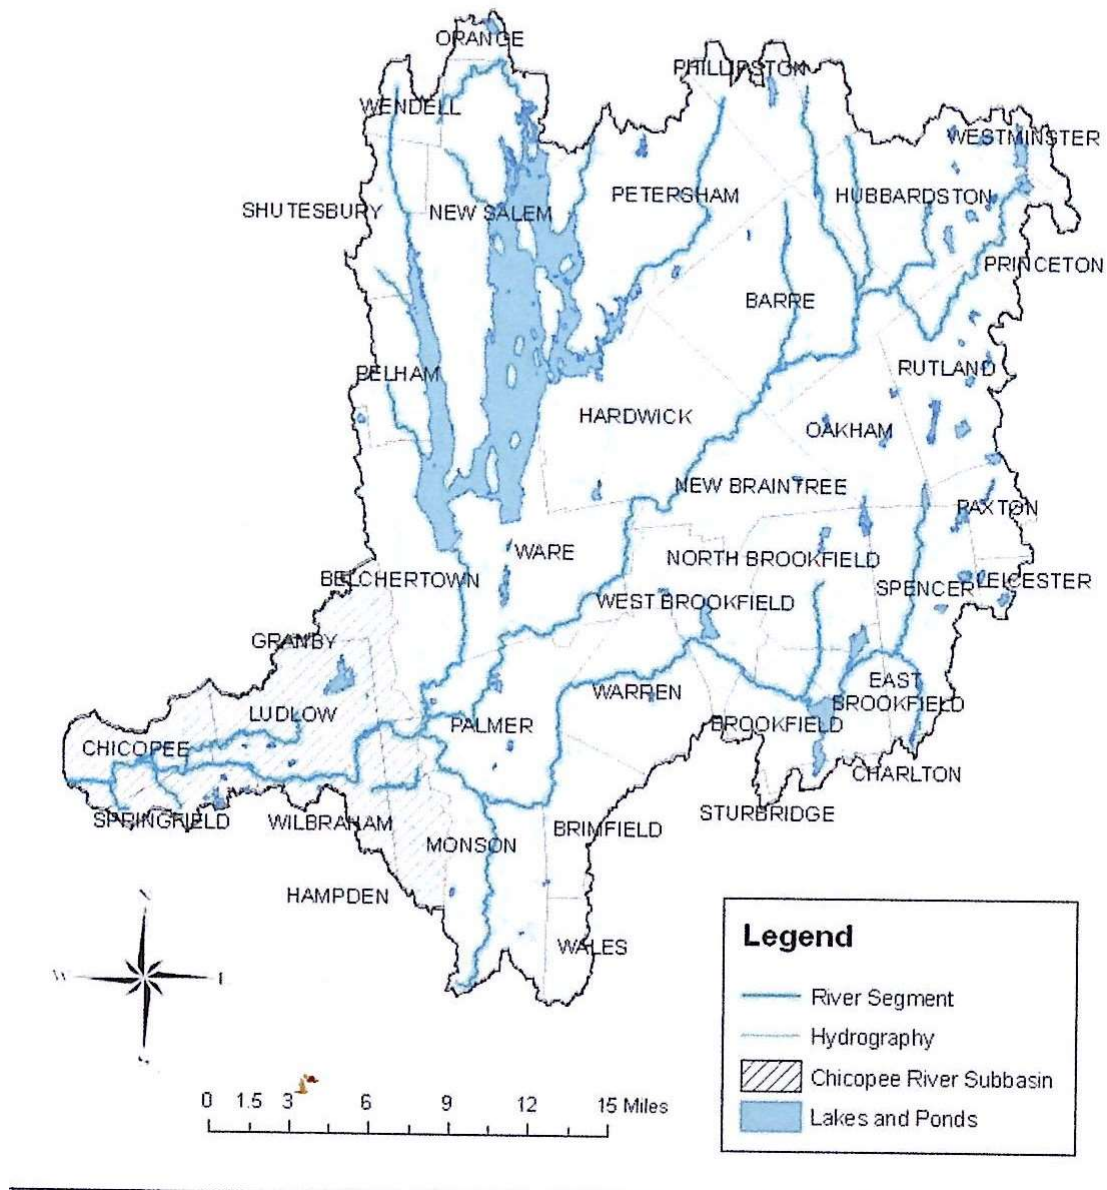 ORANGE
PHILLIPSTON
WENDELL
WESTMINSTER
SHUTESBURY
NEW SALEM
PETERSHAM
HUBBARDSTON
PRINCETON
BARRE
PELHAM
RUTLAND
HARDWICK
OAKHAM
NEW BRAINTREE
PAXTON
WARE
NORTH BROOKFIELD
BELCHERTOWN
SPENCER
LEICESTER
WEST BROOKFIELD
GRANBY
EAST
BROOKFIELD
WARREN
LUDLOW
PALMER
BROOKFIELD
CHICOPEE
CHARLTON
SPRINGFIELD
WILBRAHAM
STURBRIDGE
BRIMFIELD
MONSON
HAMPDEN
WALES
N
W
Legend
River Segment
Hydrography
Chicopee River Subbasin
Lakes and Ponds
0 1.5 3 6 9 12 15 Miles